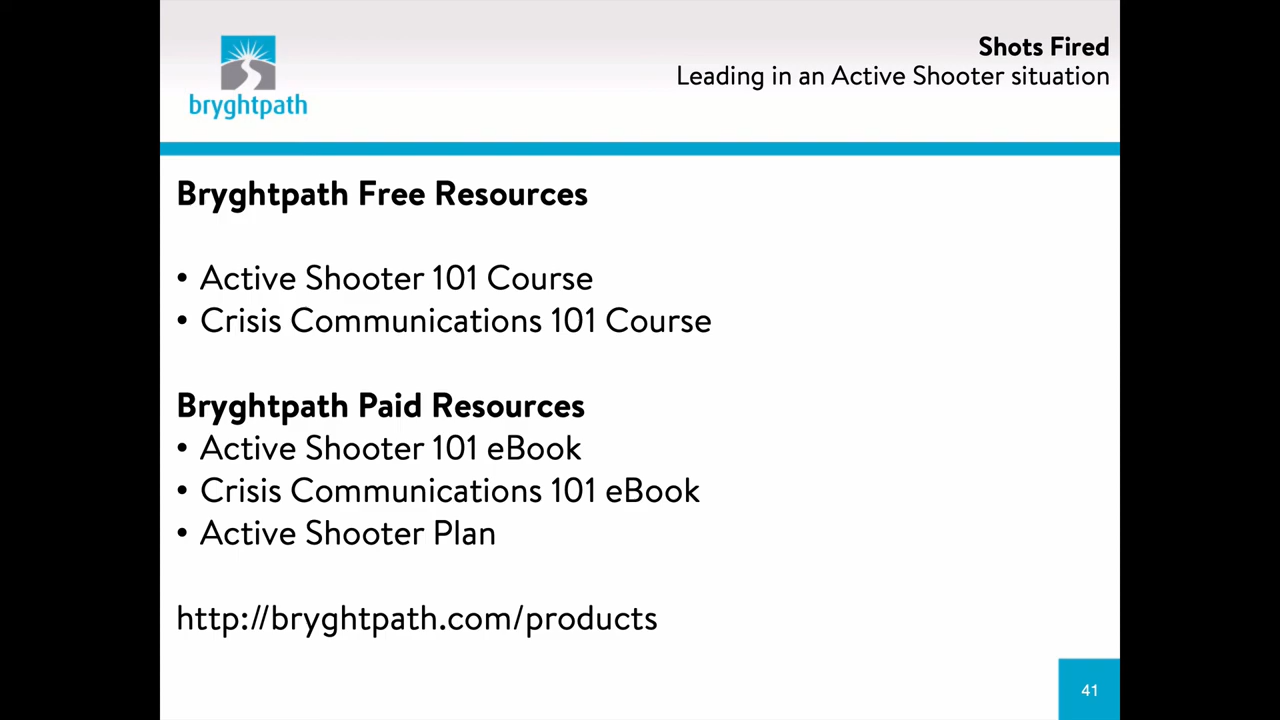 bryghtpath
Shots Fired
Leading in an Active Shooter situation
Bryghtpath Free Resources
• Active Shooter 101 Course
• Crisis Communications 101 Course
Bryghtpath Paid Resources
• Active Shooter 101 eBook
• Crisis Communications 101 eBook
• Active Shooter Plan
http://bryghtpath.com/products
41